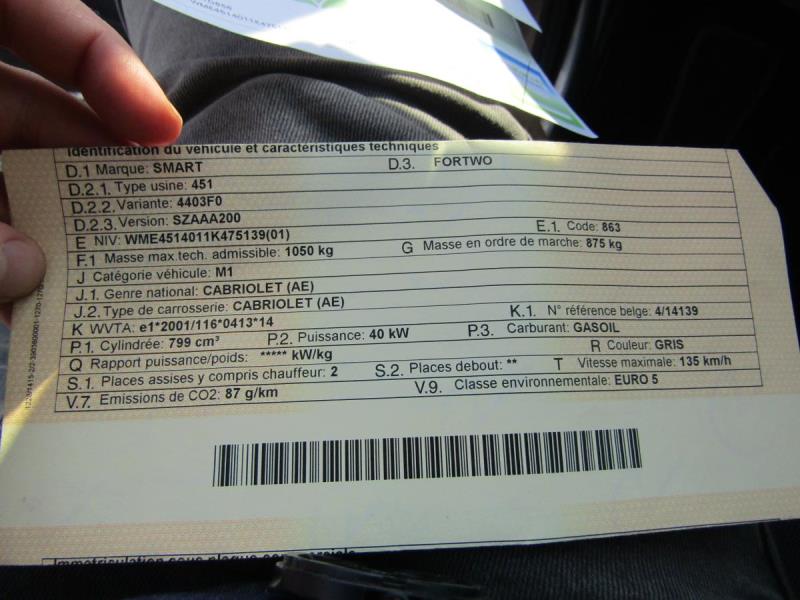 WME4514011K475
Identification du véhicule et caractéristiques techniques
D.1 Marque: SMART D.3. FORTWO
D.2.1. Type usine: 451
D.2.2. Variante: 4403F0
D.2.3. Version: SZAAA200
E NIV: WME4514011K475139(01) E.1. Code: 863
F.1 Masse max.tech. admissible: 1050 kg G Masse en ordre de marche: 875 kg
J Catégorie véhicule: M1
J.1. Genre national: CABRIOLET (AE)
J.2. Type de carrosserie: CABRIOLET (AE) K.1. N° référence belge: 4/14139
K WVTA: e1*2001/116*0413*14
P.1. Cylindrée: 799 cm³ P.2. Puissance: 40 kW P.3. Carburant: GASOIL
Q Rapport puissance/poids: ***** kW/kg R Couleur: GRIS
S.1. Places assises y compris chauffeur: 2 S.2. Places debout: ** T Vitesse maximale: 135 km/h
V.7. Emissions de CO2: 87 g/km V.9. Classe environnementale: EURO 5
Immatriculation sous plaque commerciale